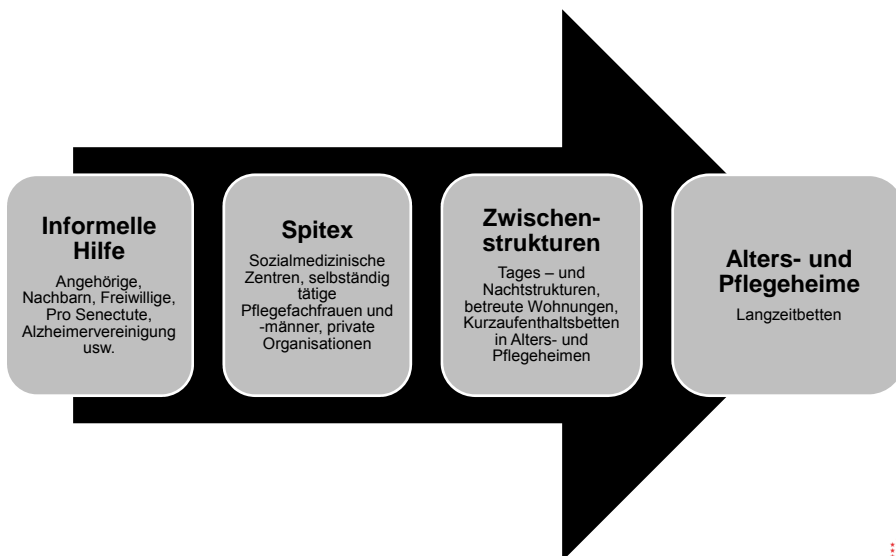 Informelle
Hilfe
Angehörige,
Nachbarn, Freiwillige,
Pro Senectute,
Alzheimervereinigung
usw.
Spitex
Sozialmedizinische
Zentren, selbständig
tätige
Pflegefachfrauen und
-männer, private
Organisationen
Zwischen-
strukturen
Tages – und
Nachtstrukturen,
betreute Wohnungen,
Kurzaufenthaltsbetten
in Alters- und
Pflegeheimen
Alters- und
Pflegeheime
Langzeitbetten